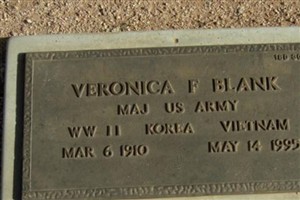 VERONICA F BLANK
MAJ US ARMY
WW II KOREA VIETNAM
MAR 6 1910 MAY 14 1995